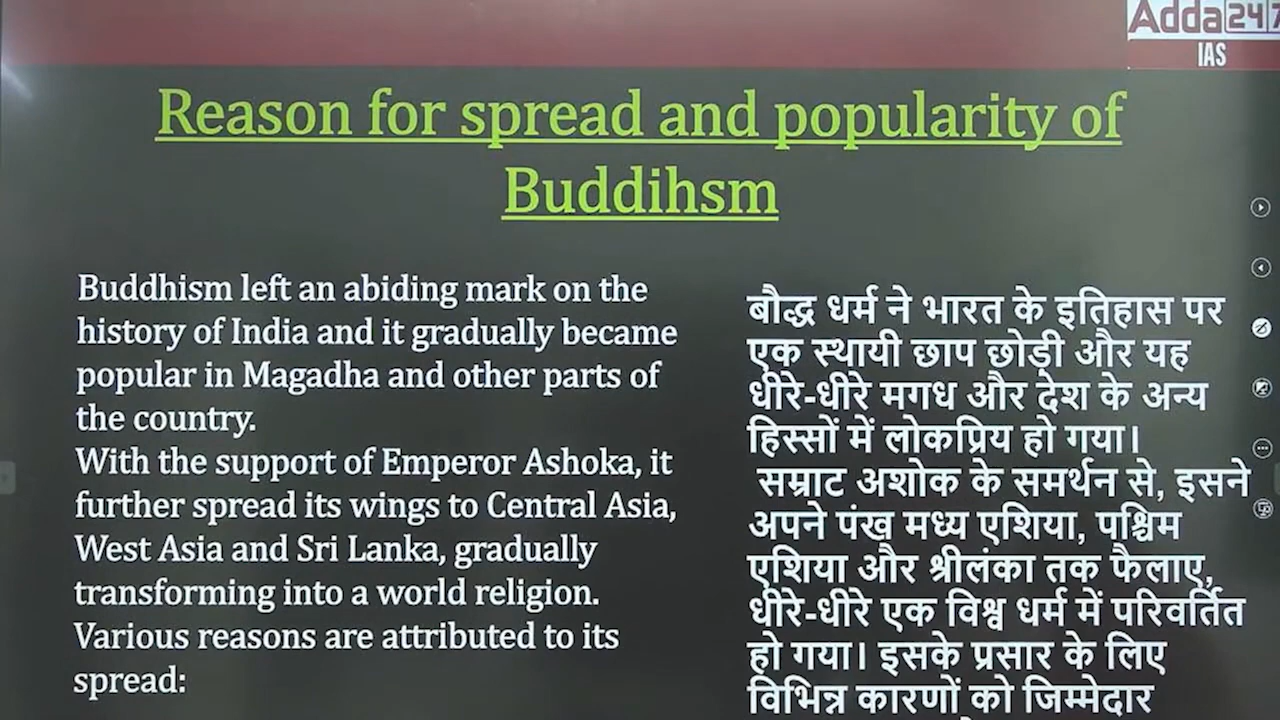 Adda247
IAS
Reason for spread and popularity of
Buddihsm
Buddhism left an abiding mark on the
history of India and it gradually became
popular in Magadha and other parts of
the country.
With the support of Emperor Ashoka, it
further spread its wings to Central Asia,
West Asia and Sri Lanka, gradually
transforming into a world religion.
Various reasons are attributed to its
spread:
बौद्ध धर्म ने भारत के इतिहास पर
एक स्थायी छाप छोड़ी और यह
धीरे-धीरे मगध और देश के अन्य
हिस्सों में लोकप्रिय हो गया।
सम्राट अशोक के समर्थन से, इसने
अपने पंख मध्य एशिया, पश्चिम
एशिया और श्रीलंका तक फैलाए,
धीरे-धीरे एक विश्व धर्म में परिवर्तित
हो गया। इसके प्रसार के लिए
विभिन्न कारणों को जिम्मेदार